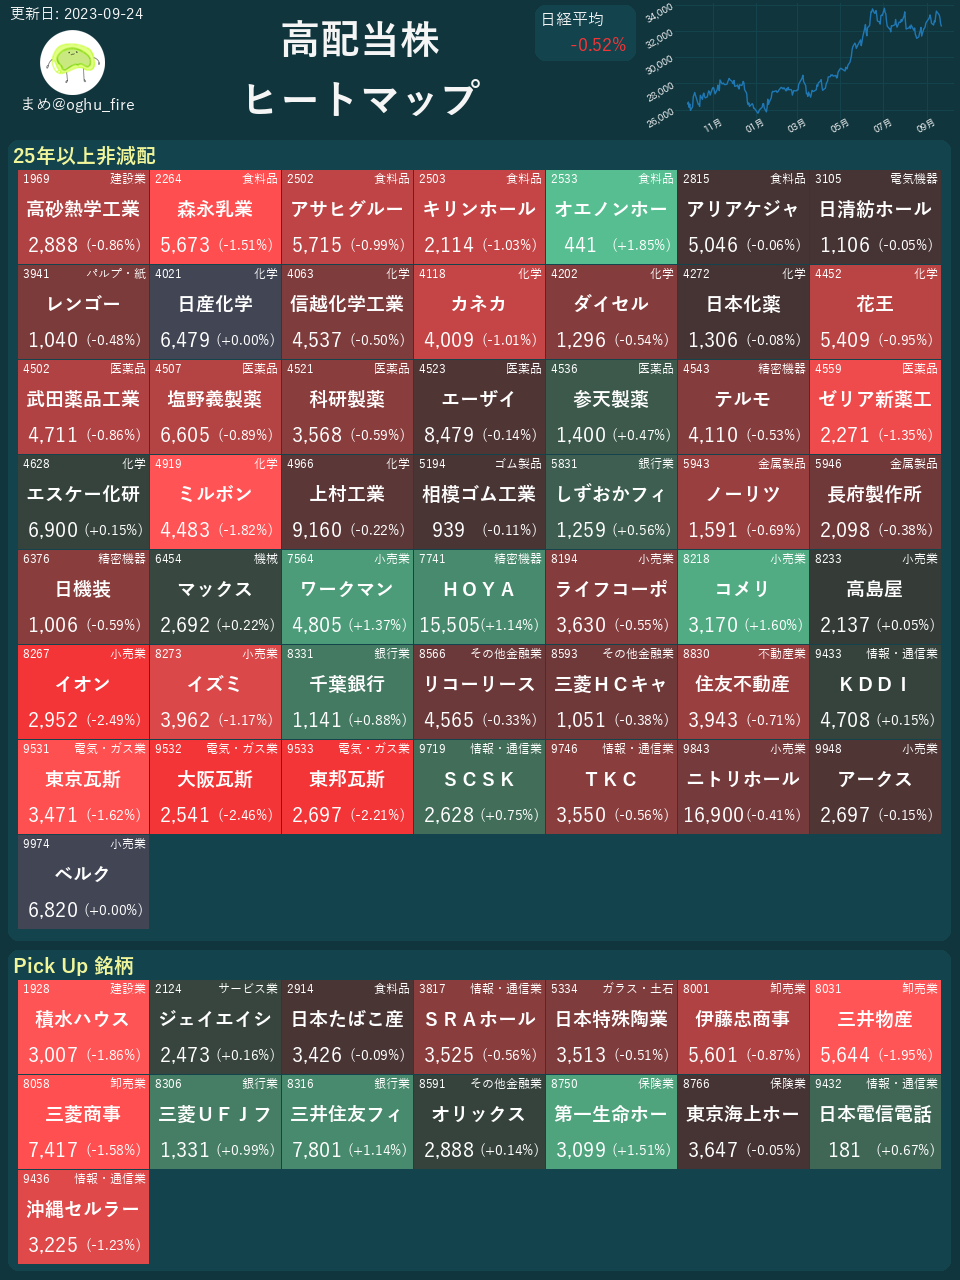 更新日: 2023-09-24
まめ@oghu_fire
高配当株
ヒートマップ
日経平均
-0.52%
34,000
32,000
30,000
28,000
26,000
11月 01月 03月 05月 07月 09月
25年以上非減配
1969 建設業 2264 食料品 2502 食料品 2503 食料品 2533 食料品 2815 食料品 3105 電気機器
高砂熱学工業 森永乳業 アサヒグルー キリンホール オエノンホー アリアケジャ 日清紡ホール
2,888 (-0.86%) 5,673 (-1.51%) 5,715 (-0.99%) 2,114 (-1.03%) 441 (+1.85%) 5,046 (-0.06%) 1,106 (-0.05%)
3941 パルプ・紙 4021 化学 4063 化学 4118 化学 4202 化学 4272 化学 4452 化学
レンゴー 日産化学 信越化学工業 カネカ ダイセル 日本化薬 花王
1,040 (-0.48%) 6,479 (+0.00%) 4,537 (-0.50%) 4,009 (-1.01%) 1,296 (-0.54%) 1,306 (-0.08%) 5,409 (-0.95%)
4502 医薬品 4507 医薬品 4521 医薬品 4523 医薬品 4536 医薬品 4543 精密機器 4559 医薬品
武田薬品工業 塩野義製薬 科研製薬 エーザイ 参天製薬 テルモ ゼリア新薬工
4,711 (-0.86%) 6,605 (-0.89%) 3,568 (-0.59%) 8,479 (-0.14%) 1,400 (+0.47%) 4,110 (-0.53%) 2,271 (-1.35%)
4628 化学 4919 化学 4966 化学 5194 ゴム製品 5831 銀行業 5943 金属製品 5946 金属製品
エスケー化研 ミルボン 上村工業 相模ゴム工業 しずおかフィ ノーリツ 長府製作所
6,900 (+0.15%) 4,483 (-1.82%) 9,160 (-0.22%) 939 (-0.11%) 1,259 (+0.56%) 1,591 (-0.69%) 2,098 (-0.38%)
6376 精密機器 6454 機械 7564 小売業 7741 精密機器 8194 小売業 8218 小売業 8233 小売業
日機装 マックス ワークマン ＨＯＹＡ ライフコーポ コメリ 高島屋
1,006 (-0.59%) 2,692 (+0.22%) 4,805 (+1.37%) 15,505(+1.14%) 3,630 (-0.55%) 3,170 (+1.60%) 2,137 (+0.05%)
8267 小売業 8273 小売業 8331 銀行業 8566 その他金融業 8593 その他金融業 8830 不動産業 9433 情報・通信業
イオン イズミ 千葉銀行 リコーリース 三菱ＨＣキャ 住友不動産 ＫＤＤＩ
2,952 (-2.49%) 3,962 (-1.17%) 1,141 (+0.88%) 4,565 (-0.33%) 1,051 (-0.38%) 3,943 (-0.71%) 4,708 (+0.15%)
9531 電気・ガス業 9532 電気・ガス業 9533 電気・ガス業 9719 情報・通信業 9746 情報・通信業 9843 小売業 9948 小売業
東京瓦斯 大阪瓦斯 東邦瓦斯 ＳＣＳＫ ＴＫＣ ニトリホール アークス
3,471 (-1.62%) 2,541 (-2.46%) 2,697 (-2.21%) 2,628 (+0.75%) 3,550 (-0.56%) 16,900(-0.41%) 2,697 (-0.15%)
9974 小売業
ベルク
6,820 (+0.00%)
Pick Up 銘柄
1928 建設業 2124 サービス業 2914 食料品 3817 情報・通信業 5334 ガラス・土石 8001 卸売業 8031 卸売業
積水ハウス ジェイエイシ 日本たばこ産 ＳＲＡホール 日本特殊陶業 伊藤忠商事 三井物産
3,007 (-1.86%) 2,473 (+0.16%) 3,426 (-0.09%) 3,525 (-0.56%) 3,513 (-0.51%) 5,601 (-0.87%) 5,644 (-1.95%)
8058 卸売業 8306 銀行業 8316 銀行業 8591 その他金融業 8750 保険業 8766 保険業 9432 情報・通信業
三菱商事 三菱ＵＦＪフ 三井住友フィ オリックス 第一生命ホー 東京海上ホー 日本電信電話
7,417 (-1.58%) 1,331 (+0.99%) 7,801 (+1.14%) 2,888 (+0.14%) 3,099 (+1.51%) 3,647 (-0.05%) 181 (+0.67%)
9436 情報・通信業
沖縄セルラー
3,225 (-1.23%)